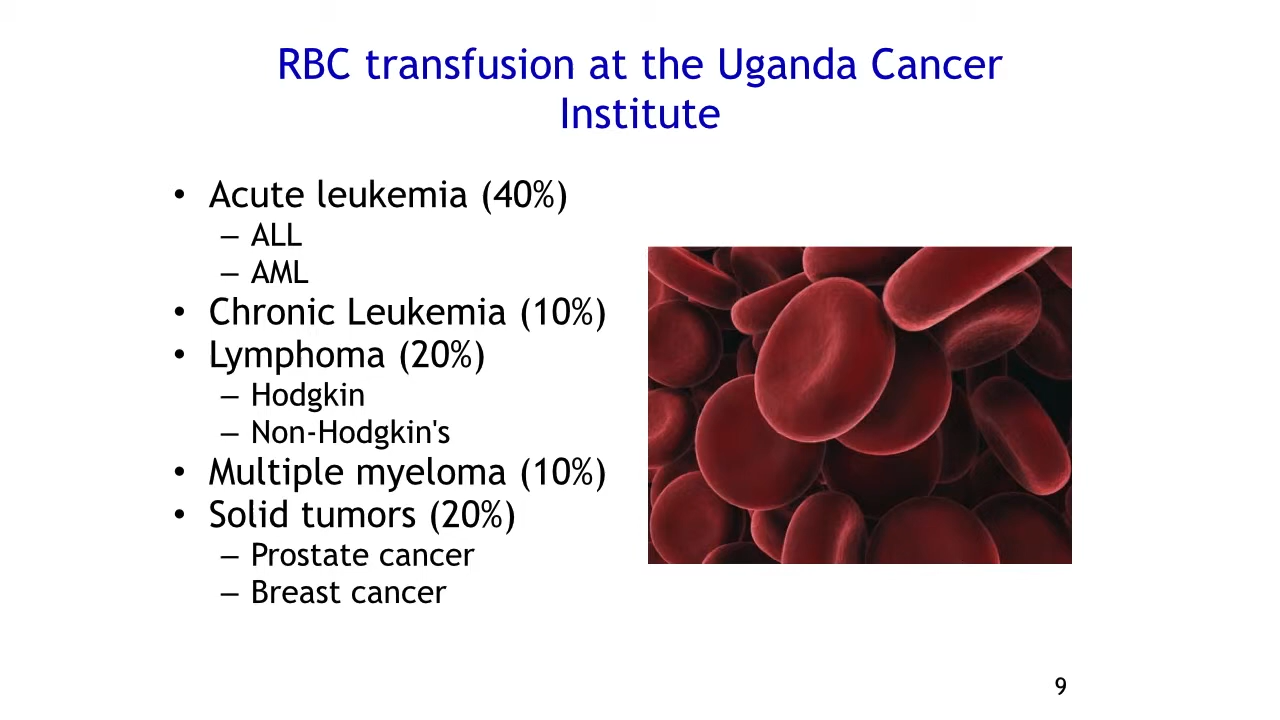 RBC transfusion at the Uganda Cancer
Institute
• Acute leukemia (40%)
– ALL
– AML
• Chronic Leukemia (10%)
• Lymphoma (20%)
– Hodgkin
– Non-Hodgkin's
• Multiple myeloma (10%)
• Solid tumors (20%)
– Prostate cancer
– Breast cancer
9